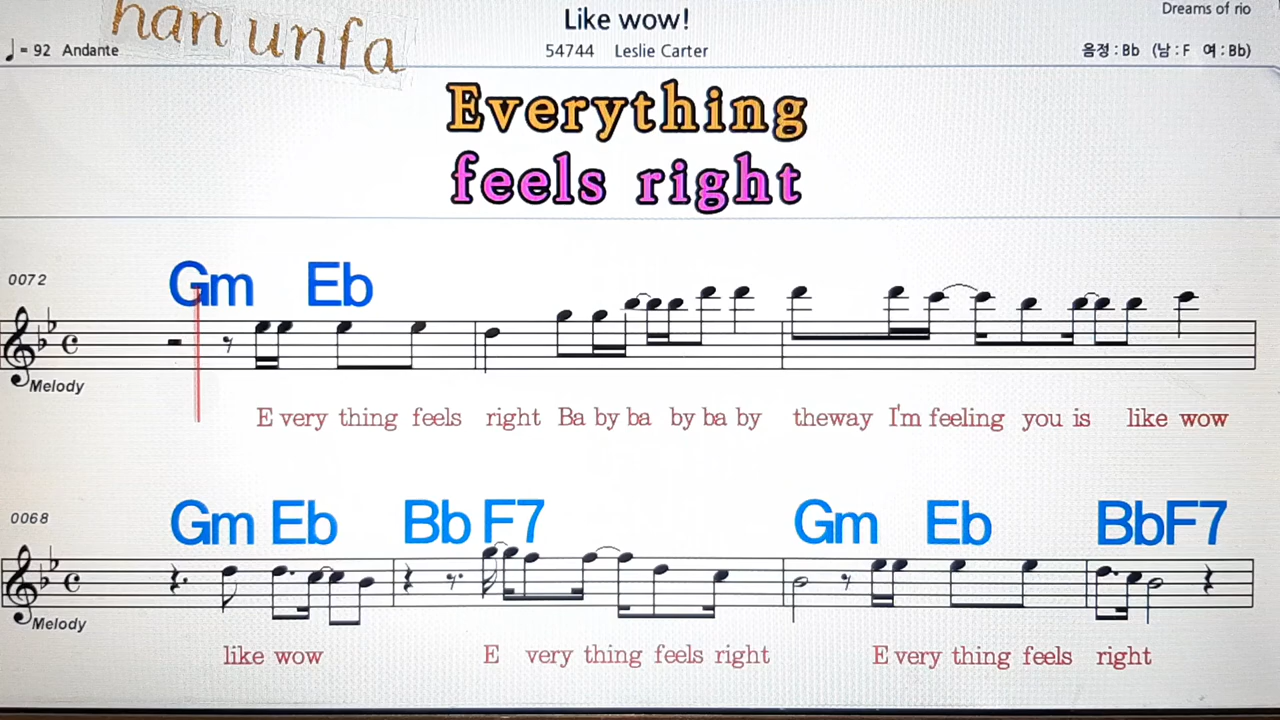 han unfa
Like wow!
Dreams of rio
♩ = 92 Andante
54744 Leslie Carter
음정 : Bb (남 : F 여 : Bb)
Everything
feels right
0072
Gm Eb
Melody
E very thing feels right Ba by ba by ba by theway I'm feeling you is like wow
0068
Gm Eb Bb F7 Gm Eb BbF7
Melody
like wow E very thing feels right E very thing feels right